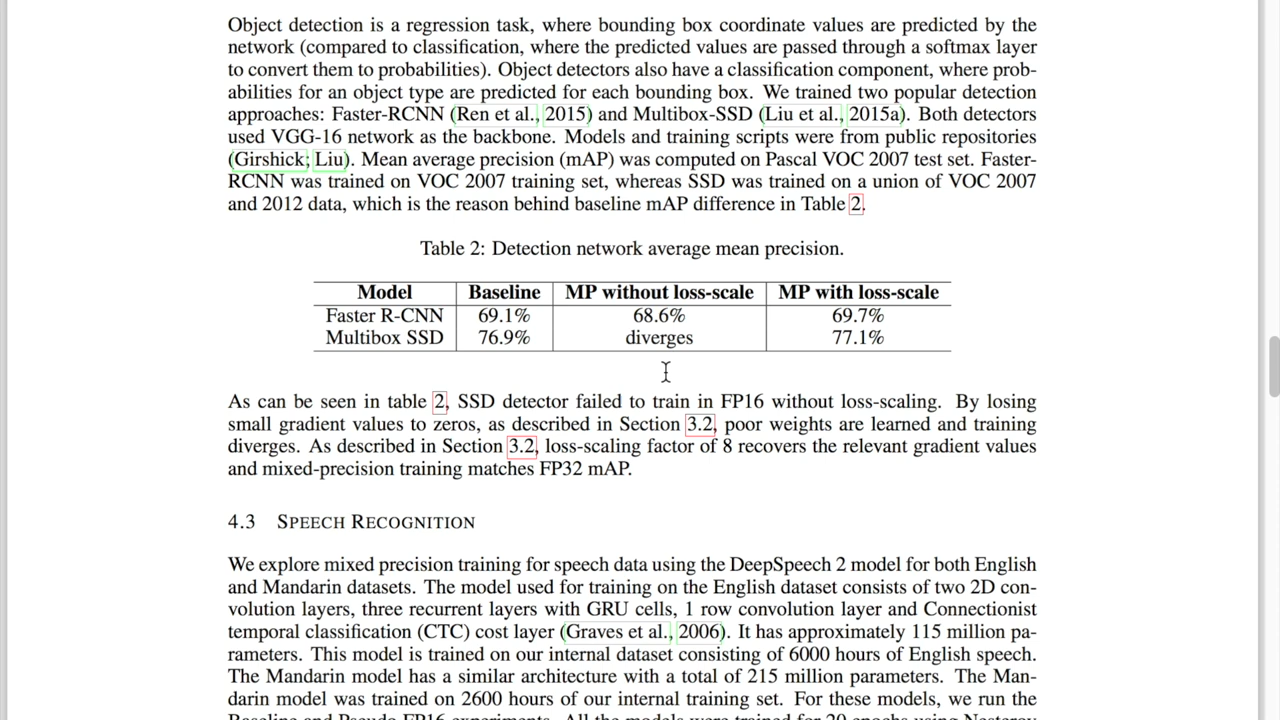 Object detection is a regression task, where bounding box coordinate values are predicted by the
network (compared to classification, where the predicted values are passed through a softmax layer
to convert them to probabilities). Object detectors also have a classification component, where prob-
abilities for an object type are predicted for each bounding box. We trained two popular detection
approaches: Faster-RCNN (Ren et al., 2015) and Multibox-SSD (Liu et al., 2015a). Both detectors
used VGG-16 network as the backbone. Models and training scripts were from public repositories
(Girshick; Liu). Mean average precision (mAP) was computed on Pascal VOC 2007 test set. Faster-
RCNN was trained on VOC 2007 training set, whereas SSD was trained on a union of VOC 2007
and 2012 data, which is the reason behind baseline mAP difference in Table 2.
Table 2: Detection network average mean precision.
Model Baseline MP without loss-scale MP with loss-scale
Faster R-CNN 69.1% 68.6% 69.7%
Multibox SSD 76.9% diverges 77.1%
As can be seen in table 2, SSD detector failed to train in FP16 without loss-scaling. By losing
small gradient values to zeros, as described in Section 3.2, poor weights are learned and training
diverges. As described in Section 3.2, loss-scaling factor of 8 recovers the relevant gradient values
and mixed-precision training matches FP32 mAP.
4.3 SPEECH RECOGNITION
We explore mixed precision training for speech data using the DeepSpeech 2 model for both English
and Mandarin datasets. The model used for training on the English dataset consists of two 2D con-
volution layers, three recurrent layers with GRU cells, 1 row convolution layer and Connectionist
temporal classification (CTC) cost layer (Graves et al., 2006). It has approximately 115 million pa-
rameters. This model is trained on our internal dataset consisting of 6000 hours of English speech.
The Mandarin model has a similar architecture with a total of 215 million parameters. The Man-
darin model was trained on 2600 hours of our internal training set. For these models, we run the
Baseline and Pseudo FP16 experiments. All the models were trained for 20 epochs using Nesterov